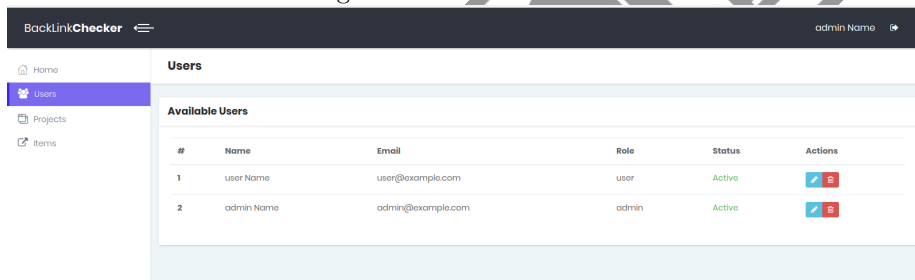 BackLinkChecker
admin Name
Home
Users
Projects
Items
Users
Available Users
# Name Email Role Status Actions
1 user Name user@example.com user Active
2 admin Name admin@example.com admin Active